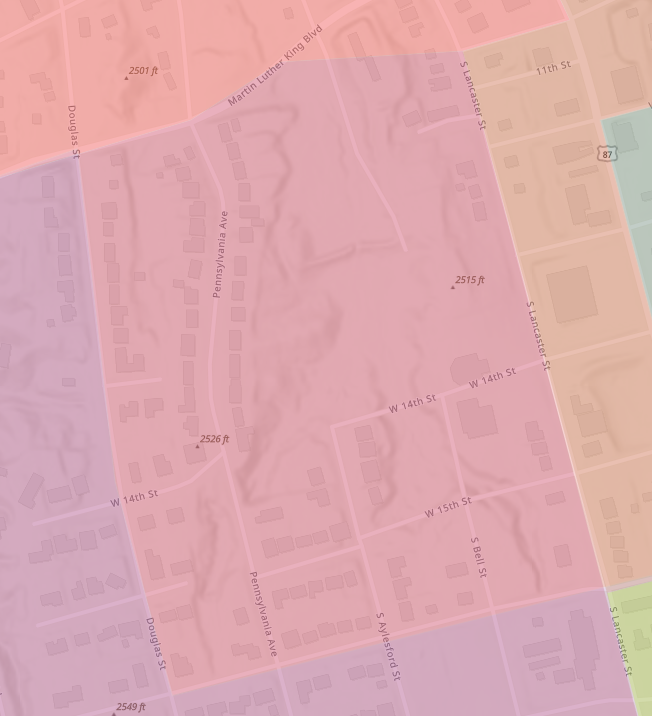 Martin Luther King Blvd
2501 ft
11th St
S Lancaster St
Douglas St
87
Pennsylvania Ave
2515 ft
S Lancaster St
W 14th St
W 14th St
2526 ft
W 14th St
W 15th St
S Bell St
Pennsylvania Ave
S Aylesford St
S Lancaster St
Douglas St
2549 ft